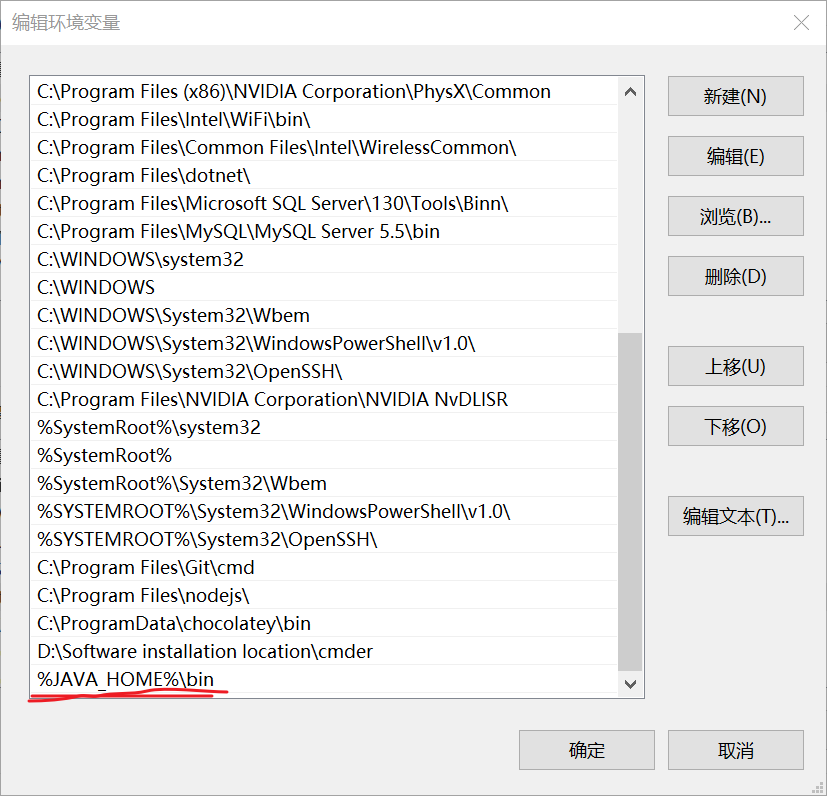 编辑环境变量
C:\Program Files (x86)\NVIDIA Corporation\PhysX\Common
C:\Program Files\Intel\WiFi\bin\
C:\Program Files\Common Files\Intel\WirelessCommon\
C:\Program Files\dotnet\
C:\Program Files\Microsoft SQL Server\130\Tools\Binn\
C:\Program Files\MySQL\MySQL Server 5.5\bin
C:\WINDOWS\system32
C:\WINDOWS
C:\WINDOWS\System32\Wbem
C:\WINDOWS\System32\WindowsPowerShell\v1.0\
C:\WINDOWS\System32\OpenSSH\
C:\Program Files\NVIDIA Corporation\NVIDIA NvDLISR
%SystemRoot%\system32
%SystemRoot%
%SystemRoot%\System32\Wbem
%SYSTEMROOT%\System32\WindowsPowerShell\v1.0\
%SYSTEMROOT%\System32\OpenSSH\
C:\Program Files\Git\cmd
C:\Program Files\nodejs\
C:\ProgramData\chocolatey\bin
D:\Software installation location\cmder
%JAVA_HOME%\bin
新建(N)
编辑(E)
浏览(B)...
删除(D)
上移(U)
下移(O)
编辑文本(T)...
确定
取消